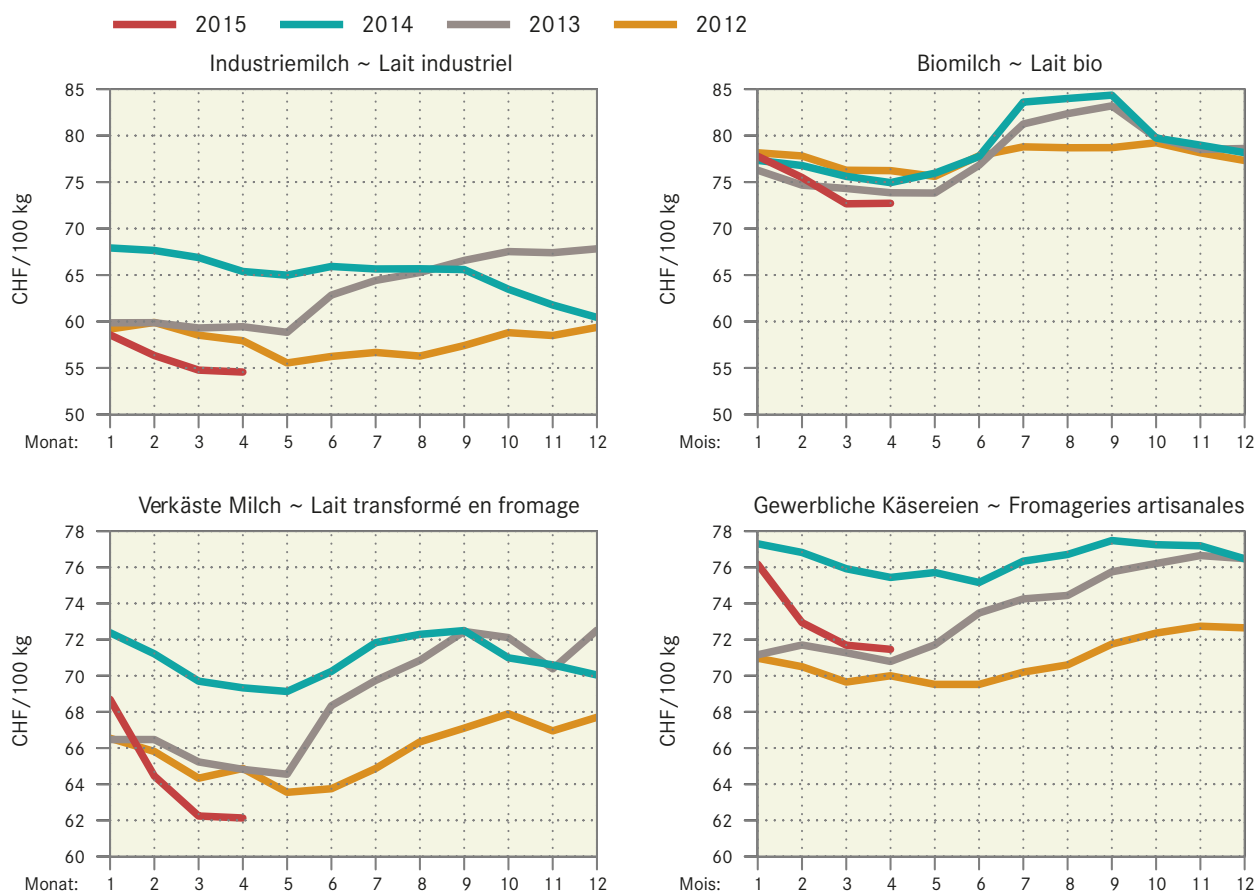 2015 2014 2013 2012
Industriemilch ~ Lait industriel
CHF/100 kg
85
80
75
70
65
60
55
50
Monat: 1 2 3 4 5 6 7 8 9 10 11 12
Biomilch ~ Lait bio
CHF/100 kg
85
80
75
70
65
60
55
50
Mois: 1 2 3 4 5 6 7 8 9 10 11 12
Verkäste Milch ~ Lait transformé en fromage
CHF/100 kg
78
76
74
72
70
68
66
64
62
60
Monat: 1 2 3 4 5 6 7 8 9 10 11 12
Gewerbliche Käsereien ~ Fromageries artisanales
CHF/100 kg
78
76
74
72
70
68
66
64
62
60
Mois: 1 2 3 4 5 6 7 8 9 10 11 12